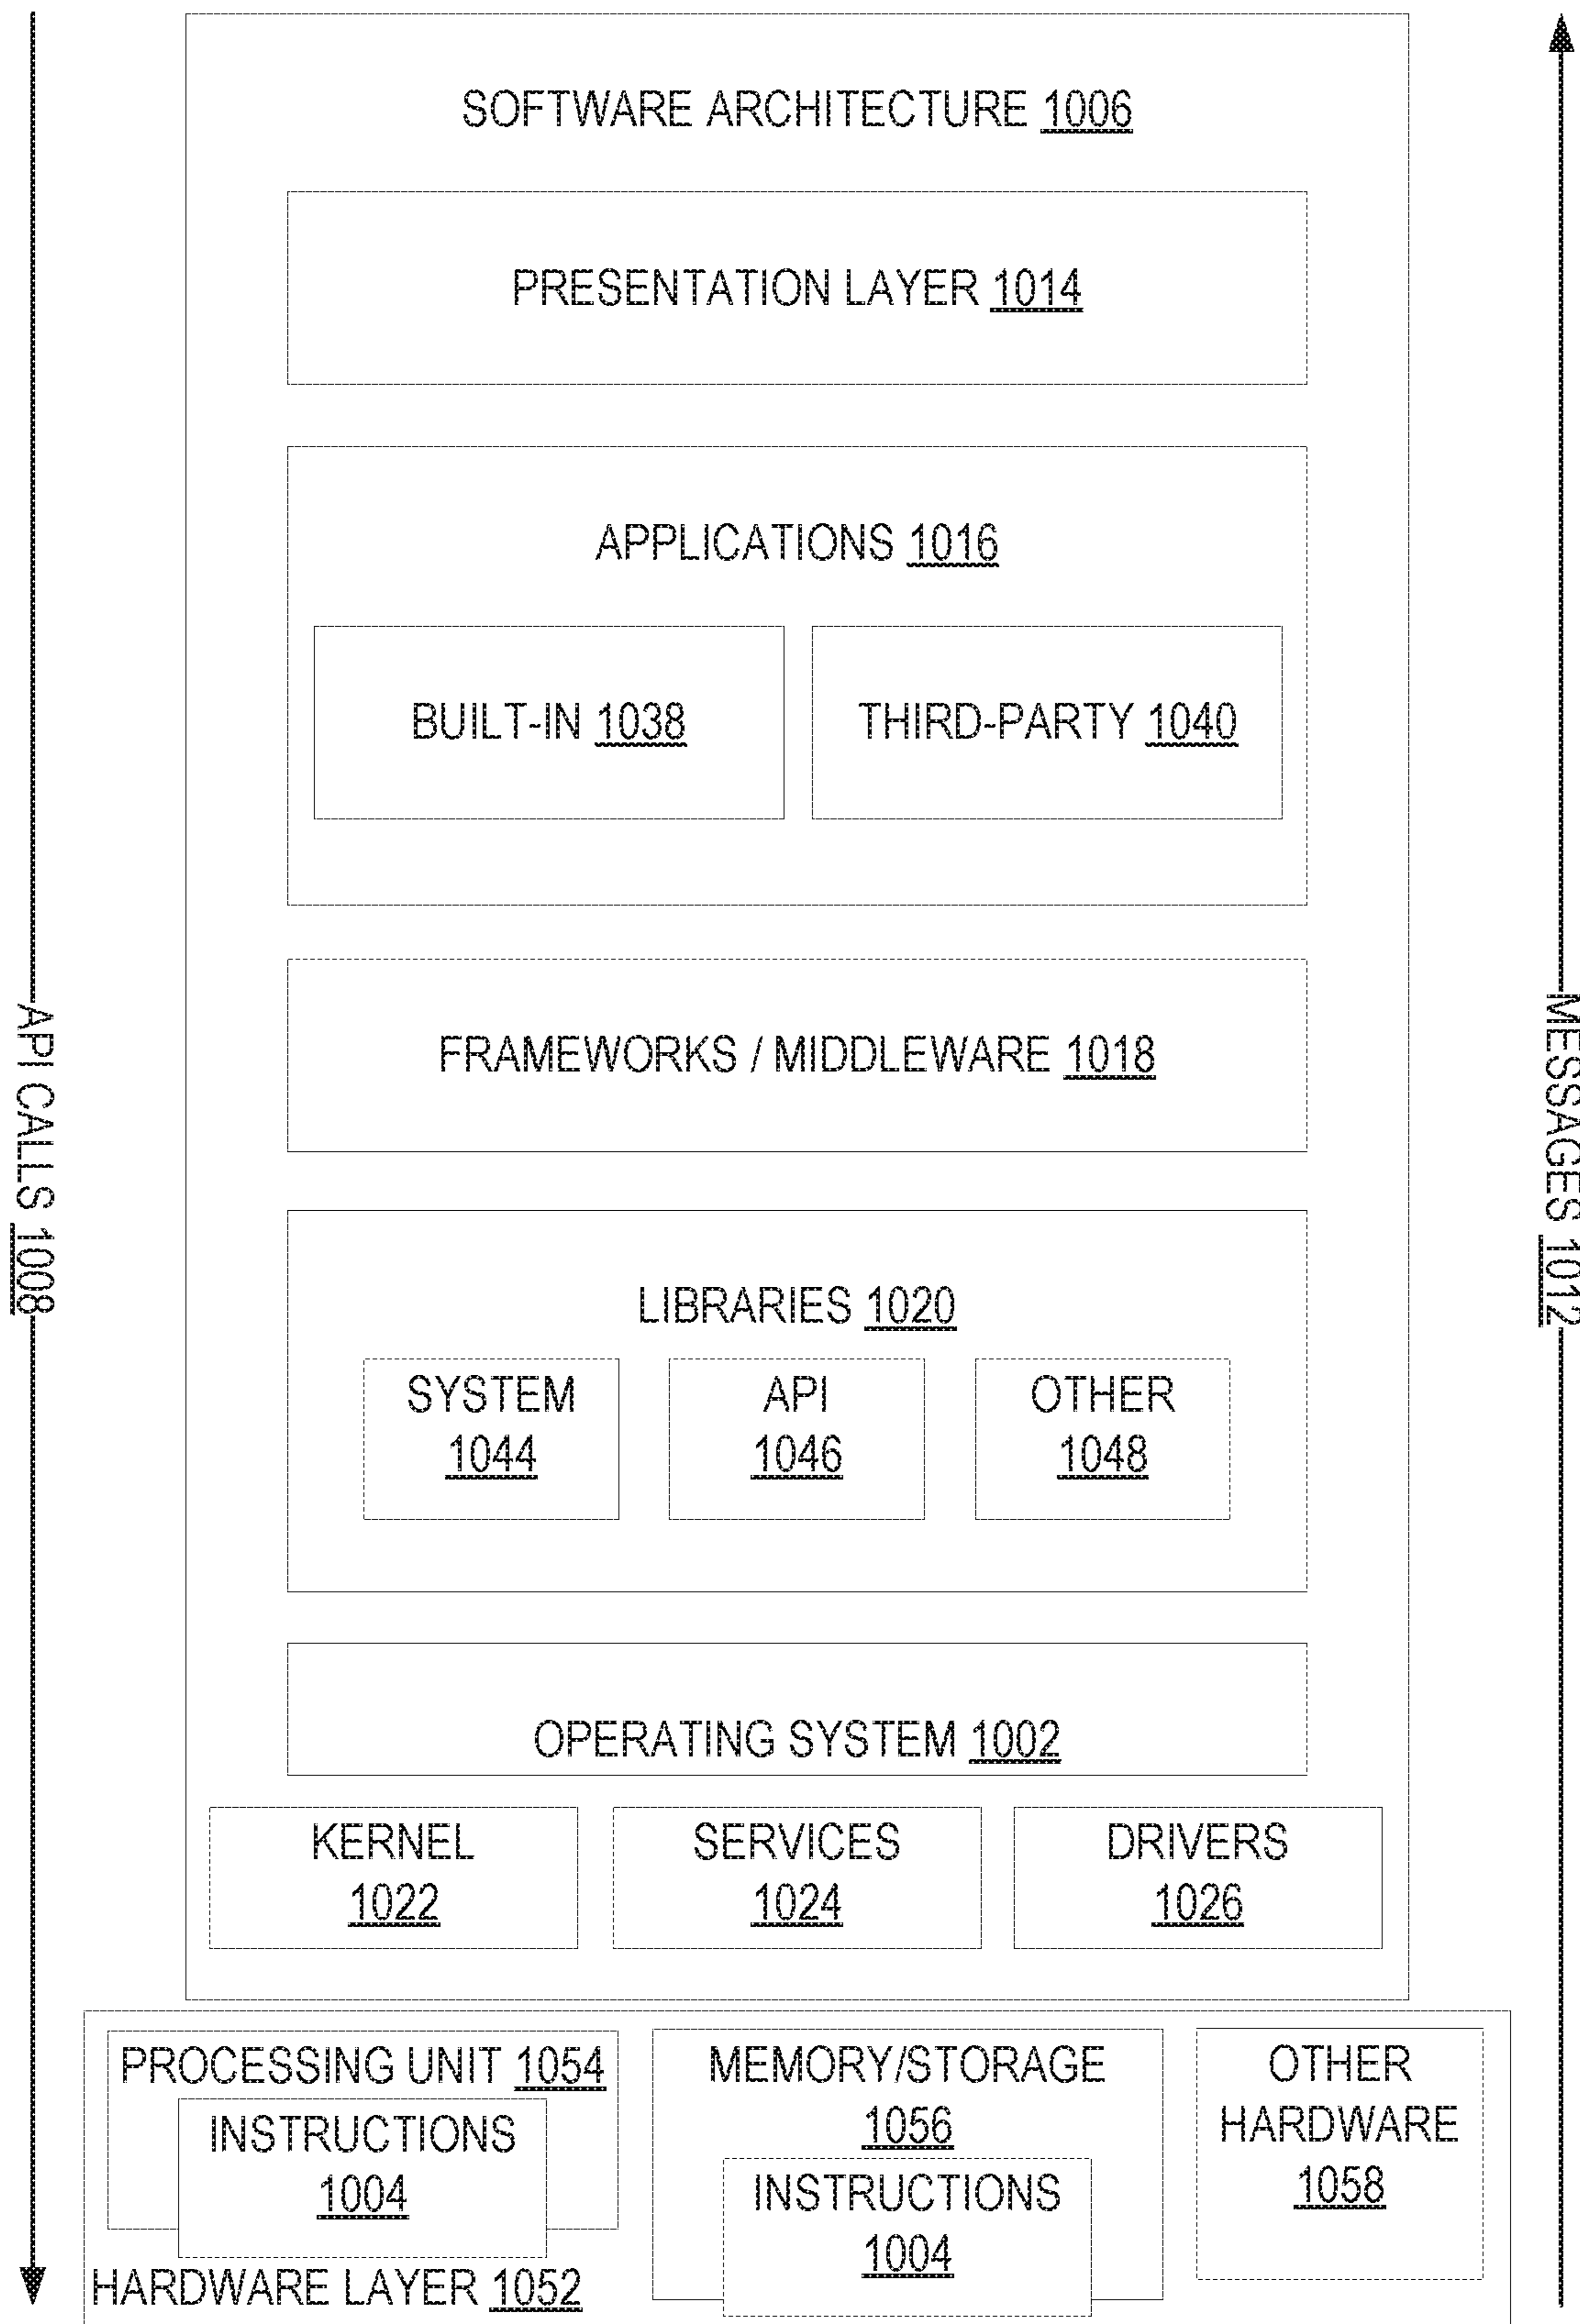 SOFTWARE ARCHITECTURE 1006
PRESENTATION LAYER 1014
APPLICATIONS 1016
BUILT-IN 1038
THIRD-PARTY 1040
FRAMEWORKS / MIDDLEWARE 1018
API CALLS 1008
MESSAGES 1012
LIBRARIES 1020
SYSTEM
1044
API
1046
OTHER
1048
OPERATING SYSTEM 1002
KERNEL
1022
SERVICES
1024
DRIVERS
1026
PROCESSING UNIT 1054
INSTRUCTIONS
1004
MEMORY/STORAGE
1056
INSTRUCTIONS
1004
OTHER
HARDWARE
1058
HARDWARE LAYER 1052